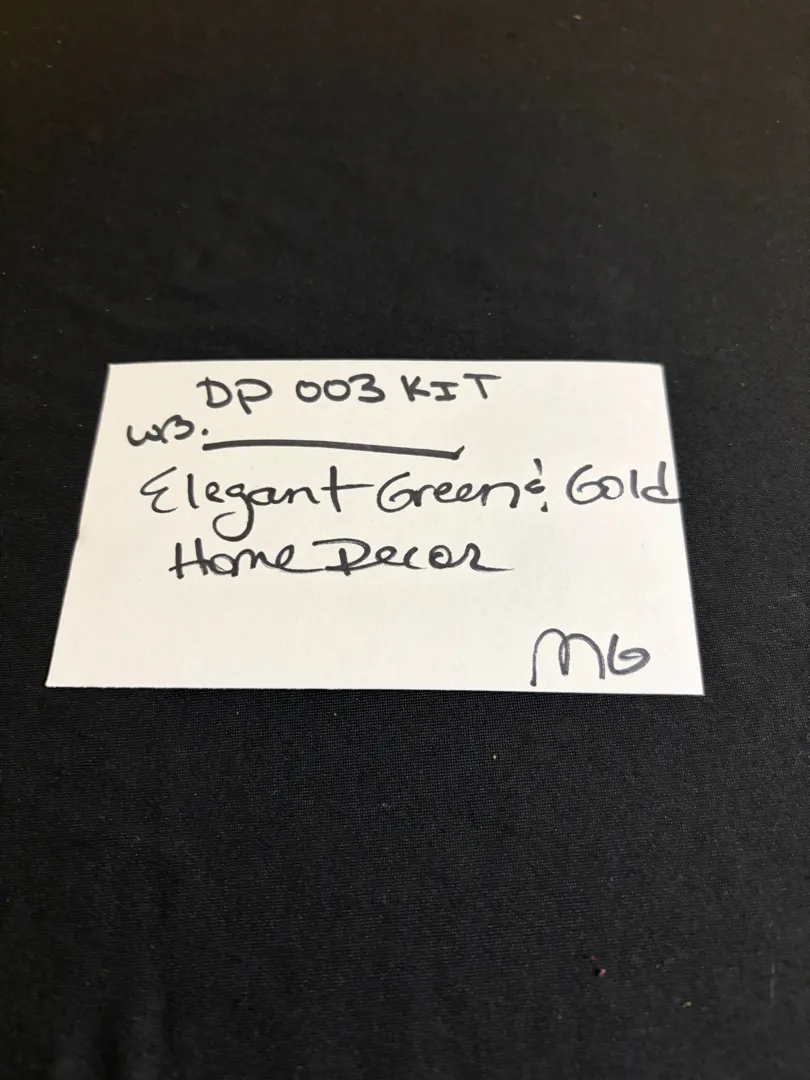 DP 003 KIT
WB.
Elegant Green & Gold
Home Decor
MG